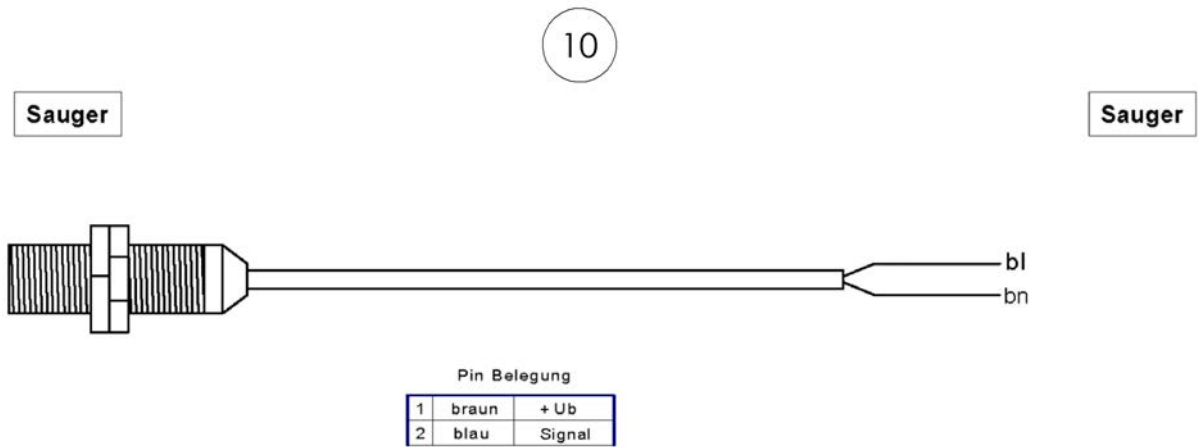 10
Sauger Sauger
bl
bn
Pin Belegung
1 braun + Ub
2 blau Signal